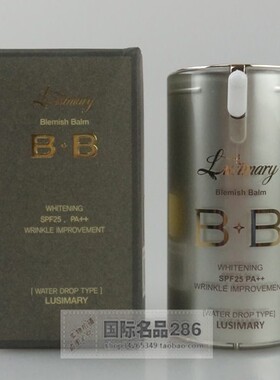 Lusimary
Blemish Balm
B+B
WHITENING
SPF25 , PA++
WRINKLE IMPROVEMENT
[ WATER DROP TYPE ]
LUSIMARY
Lusimary
Blemish Balm
B+B
WHITENING
SPF25 PA++
WRINKLE IMPROVEMENT
[ WATER DROP TYPE ]
LUSIMARY
国际名品286